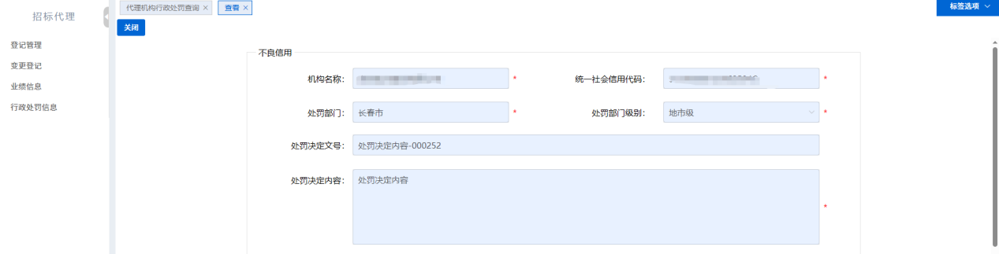 招标代理
代理机构行政处罚查询 ×
查看 ×
标签选项
关闭
登记管理
变更登记
业绩信息
行政处罚信息
不良信用
机构名称： *
统一社会信用代码： *
处罚部门： 长春市 *
处罚部门级别： 地市级 *
处罚决定文号： 处罚决定内容-000252
处罚决定内容： 处罚决定内容 *